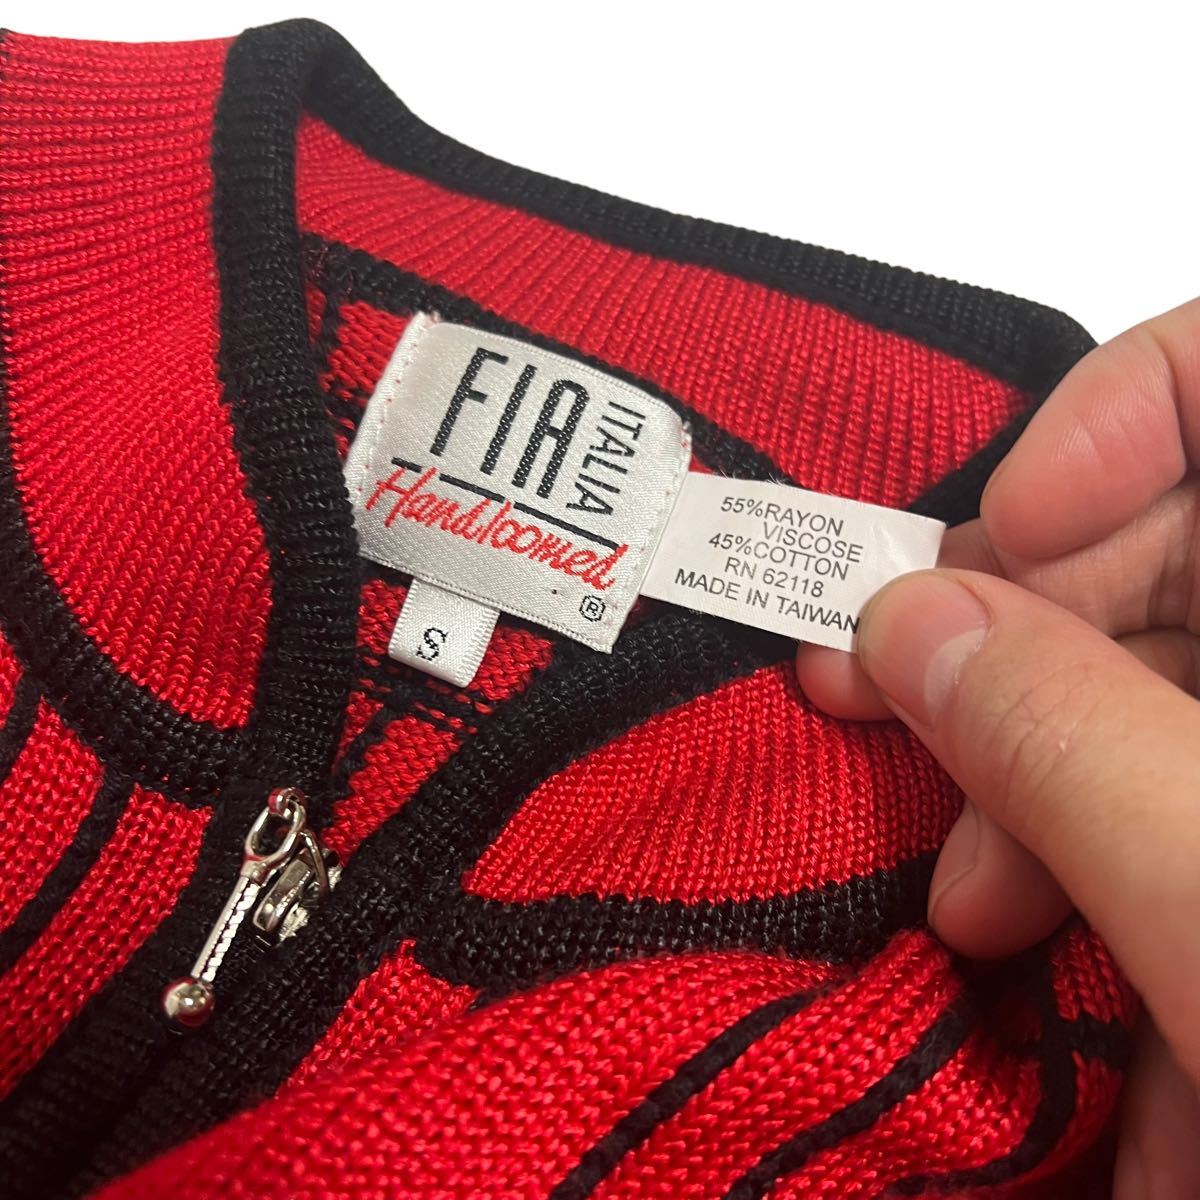 FIA
ITALIA
Handloomed
®
S
55%RAYON
VISCOSE
45%COTTON
RN 62118
MADE IN TAIWAN